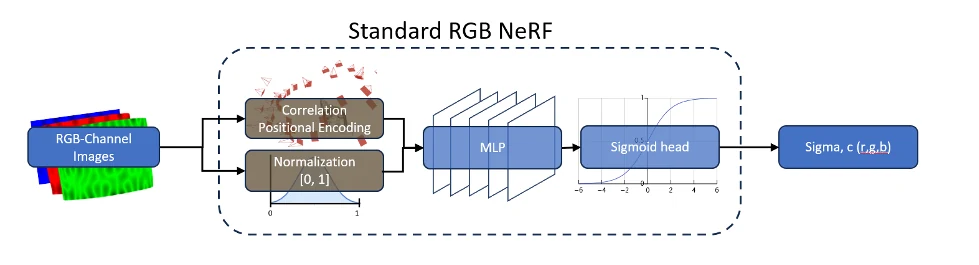 Standard RGB NeRF
RGB-Channel
Images
Correlation
Positional Encoding
Normalization
[0, 1]
0
1
MLP
1
0.5
Sigmoid head
0
-6
-4
-2
0
2
4
6
Sigma, c (r,g,b)